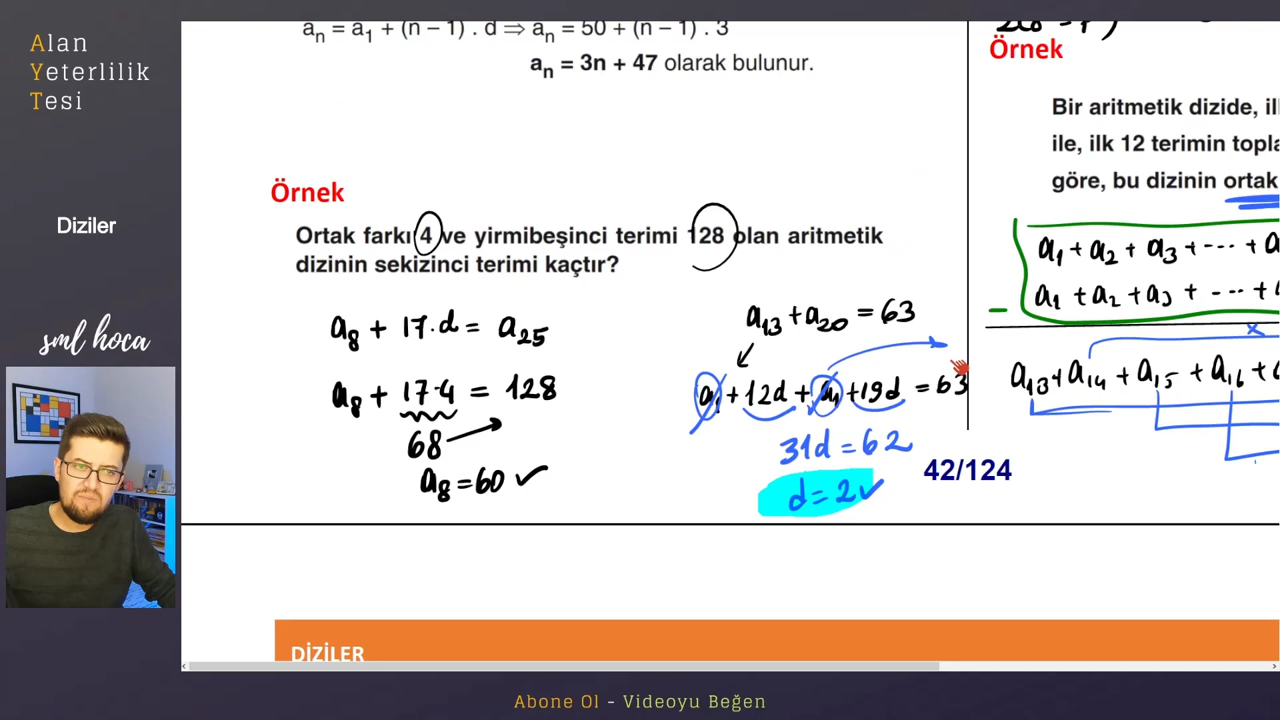 Alan
Yeterlilik
Tesi
Diziler
sml hoca
an = a1 + (n – 1) . d ⇒ an = 50 + (n – 1) . 3
an = 3n + 47 olarak bulunur.
Örnek
Ortak farkı 4 ve yirmibeşinci terimi 128 olan aritmetik
dizinin sekizinci terimi kaçtır?
a8 + 17.d = a25
a8 + 17.4 = 128
68
a8 = 60 ✓
a13 + a20 = 63
a1 + 12d + a1 + 19d = 63
31d = 62
d = 2 ✓
42/124
Örnek
Bir aritmetik dizide, il
ile, ilk 12 terimin topla
göre, bu dizinin ortak
a1 + a2 + a3 + ... + a
a1 + a2 + a3 + ... +
–
a13 + a14 + a15 + a16 +
DİZİLER
Abone Ol - Videoyu Beğen